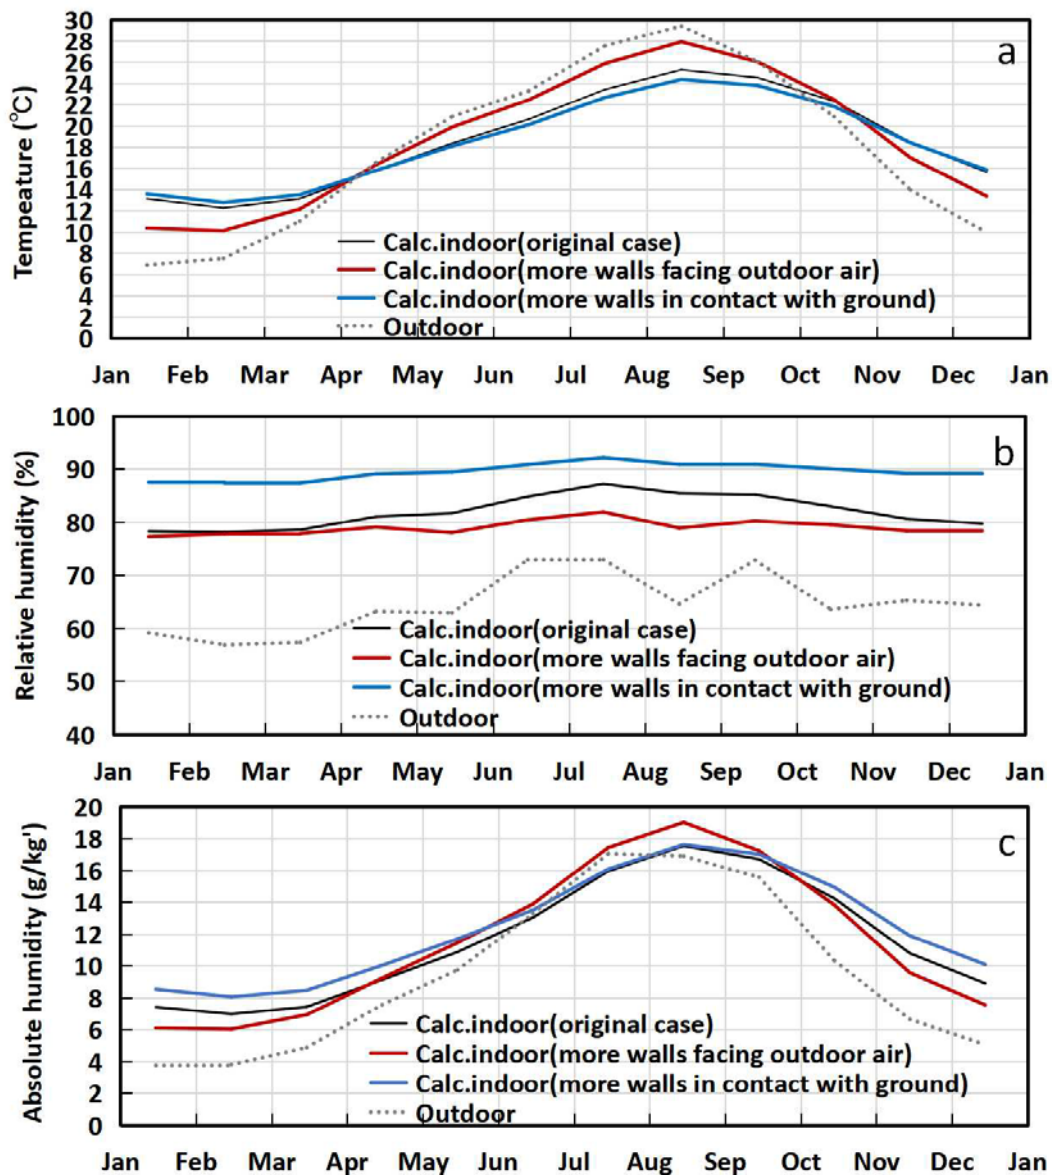 30
28
26
24
22
20
18
16
14
12
10
8
6
4
2
0
Tempeature (℃)
a
Calc.indoor(original case)
Calc.indoor(more walls facing outdoor air)
Calc.indoor(more walls in contact with ground)
Outdoor
Jan Feb Mar Apr May Jun Jul Aug Sep Oct Nov Dec Jan
100
90
80
70
60
50
40
Relative humidity (%)
b
Calc.indoor(original case)
Calc.indoor(more walls facing outdoor air)
Calc.indoor(more walls in contact with ground)
Outdoor
Jan Feb Mar Apr May Jun Jul Aug Sep Oct Nov Dec Jan
20
18
16
14
12
10
8
6
4
2
0
Absolute humidity (g/kg')
c
Calc.indoor(original case)
Calc.indoor(more walls facing outdoor air)
Calc.indoor(more walls in contact with ground)
Outdoor
Jan Feb Mar Apr May Jun Jul Aug Sep Oct Nov Dec Jan